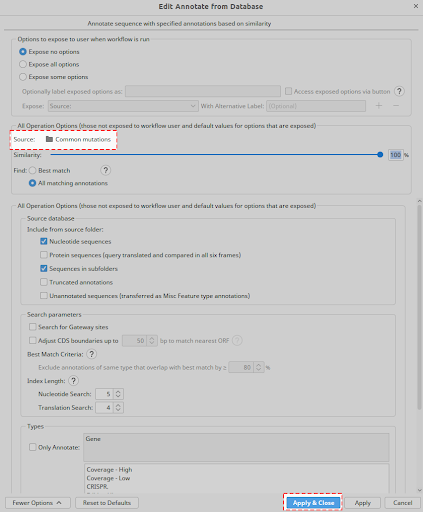 Edit Annotate from Database
Annotate sequence with specified annotations based on similarity
Options to expose to user when workflow is run
Expose no options
Expose all options
Expose some options
Optionally label exposed options as:
Access exposed options via button ?
Expose: Source: With Alternative Label: (Optional) + −
All Operation Options (those not exposed to workflow user and default values for options that are exposed)
Source: Common mutations
Similarity: 100 %
Find: Best match ?
All matching annotations
All Operation Options (those not exposed to workflow user and default values for options that are exposed)
Source database
Include from source folder:
Nucleotide sequences
Protein sequences (query translated and compared in all six frames)
Sequences in subfolders
Truncated annotations
Unannotated sequences (transferred as Misc Feature type annotations)
Search parameters
Search for Gateway sites
Adjust CDS boundaries up to 50 bp to match nearest ORF ?
Best Match Criteria: ?
Exclude annotations of same type that overlap with best match by ≥ 80 %
Index Length: ?
Nucleotide Search: 5
Translation Search: 4
Types
Only Annotate: Gene
Coverage - High
Coverage - Low
CRISPR.
Fewer Options Reset to Defaults Apply & Close Apply Cancel